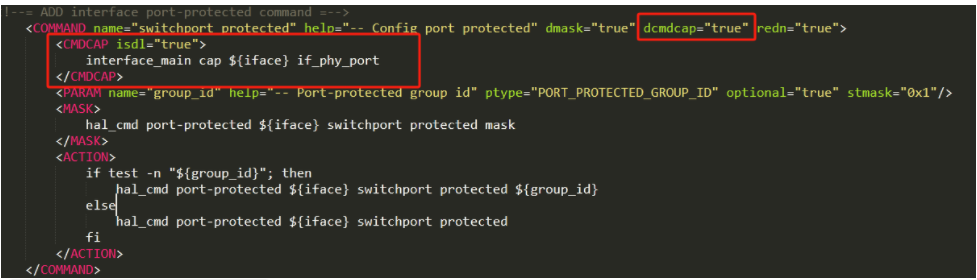 !--= ADD interface port-protected command =-->
<COMMAND name="switchport protected" help="-- Config port protected" dmask="true" dcmdcap="true" redn="true">
<CMDCAP isdl="true">
interface_main cap ${iface} if_phy_port
</CMDCAP>
<PARAM name="group_id" help="-- Port-protected group id" ptype="PORT_PROTECTED_GROUP_ID" optional="true" stmask="0x1"/>
<MASK>
hal_cmd port-protected ${iface} switchport protected mask
</MASK>
<ACTION>
if test -n "${group_id}"; then
hal_cmd port-protected ${iface} switchport protected ${group_id}
else
hal_cmd port-protected ${iface} switchport protected
fi
</ACTION>
</COMMAND>